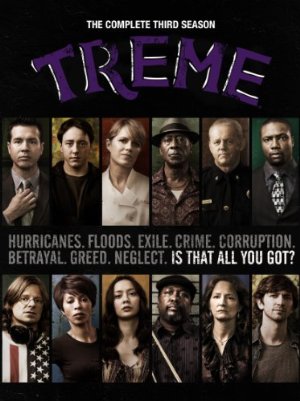 THE COMPLETE THIRD SEASON
TREME
HURRICANES. FLOODS. EXILE. CRIME. CORRUPTION.
BETRAYAL. GREED. NEGLECT. IS THAT ALL YOU GOT?